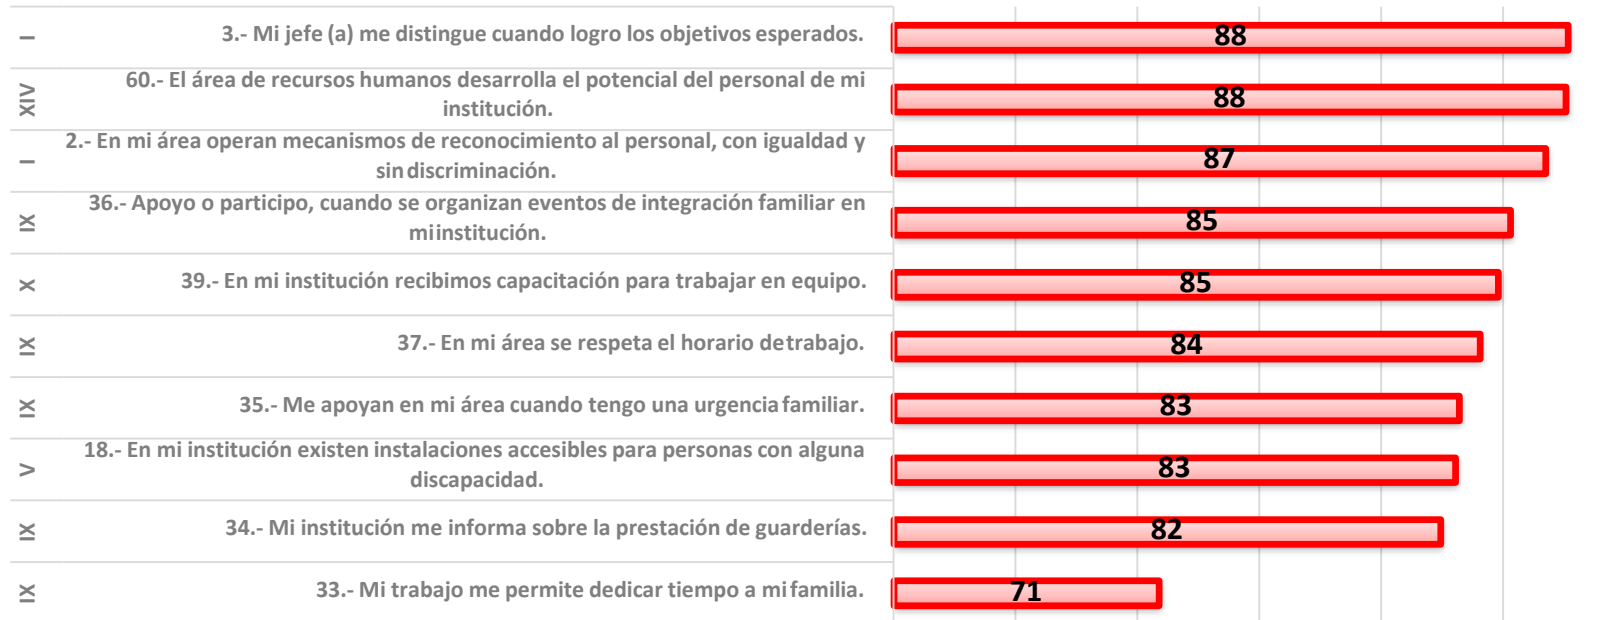 I
3.- Mi jefe (a) me distingue cuando logro los objetivos esperados.
88
XIV
60.- El área de recursos humanos desarrolla el potencial del personal de mi
institución.
88
I
2.- En mi área operan mecanismos de reconocimiento al personal, con igualdad y
sin discriminación.
87
IX
36.- Apoyo o participo, cuando se organizan eventos de integración familiar en
miinstitución.
85
X
39.- En mi institución recibimos capacitación para trabajar en equipo.
85
IX
37.- En mi área se respeta el horario detrabajo.
84
IX
35.- Me apoyan en mi área cuando tengo una urgencia familiar.
83
V
18.- En mi institución existen instalaciones accesibles para personas con alguna
discapacidad.
83
IX
34.- Mi institución me informa sobre la prestación de guarderías.
82
IX
33.- Mi trabajo me permite dedicar tiempo a mi familia.
71